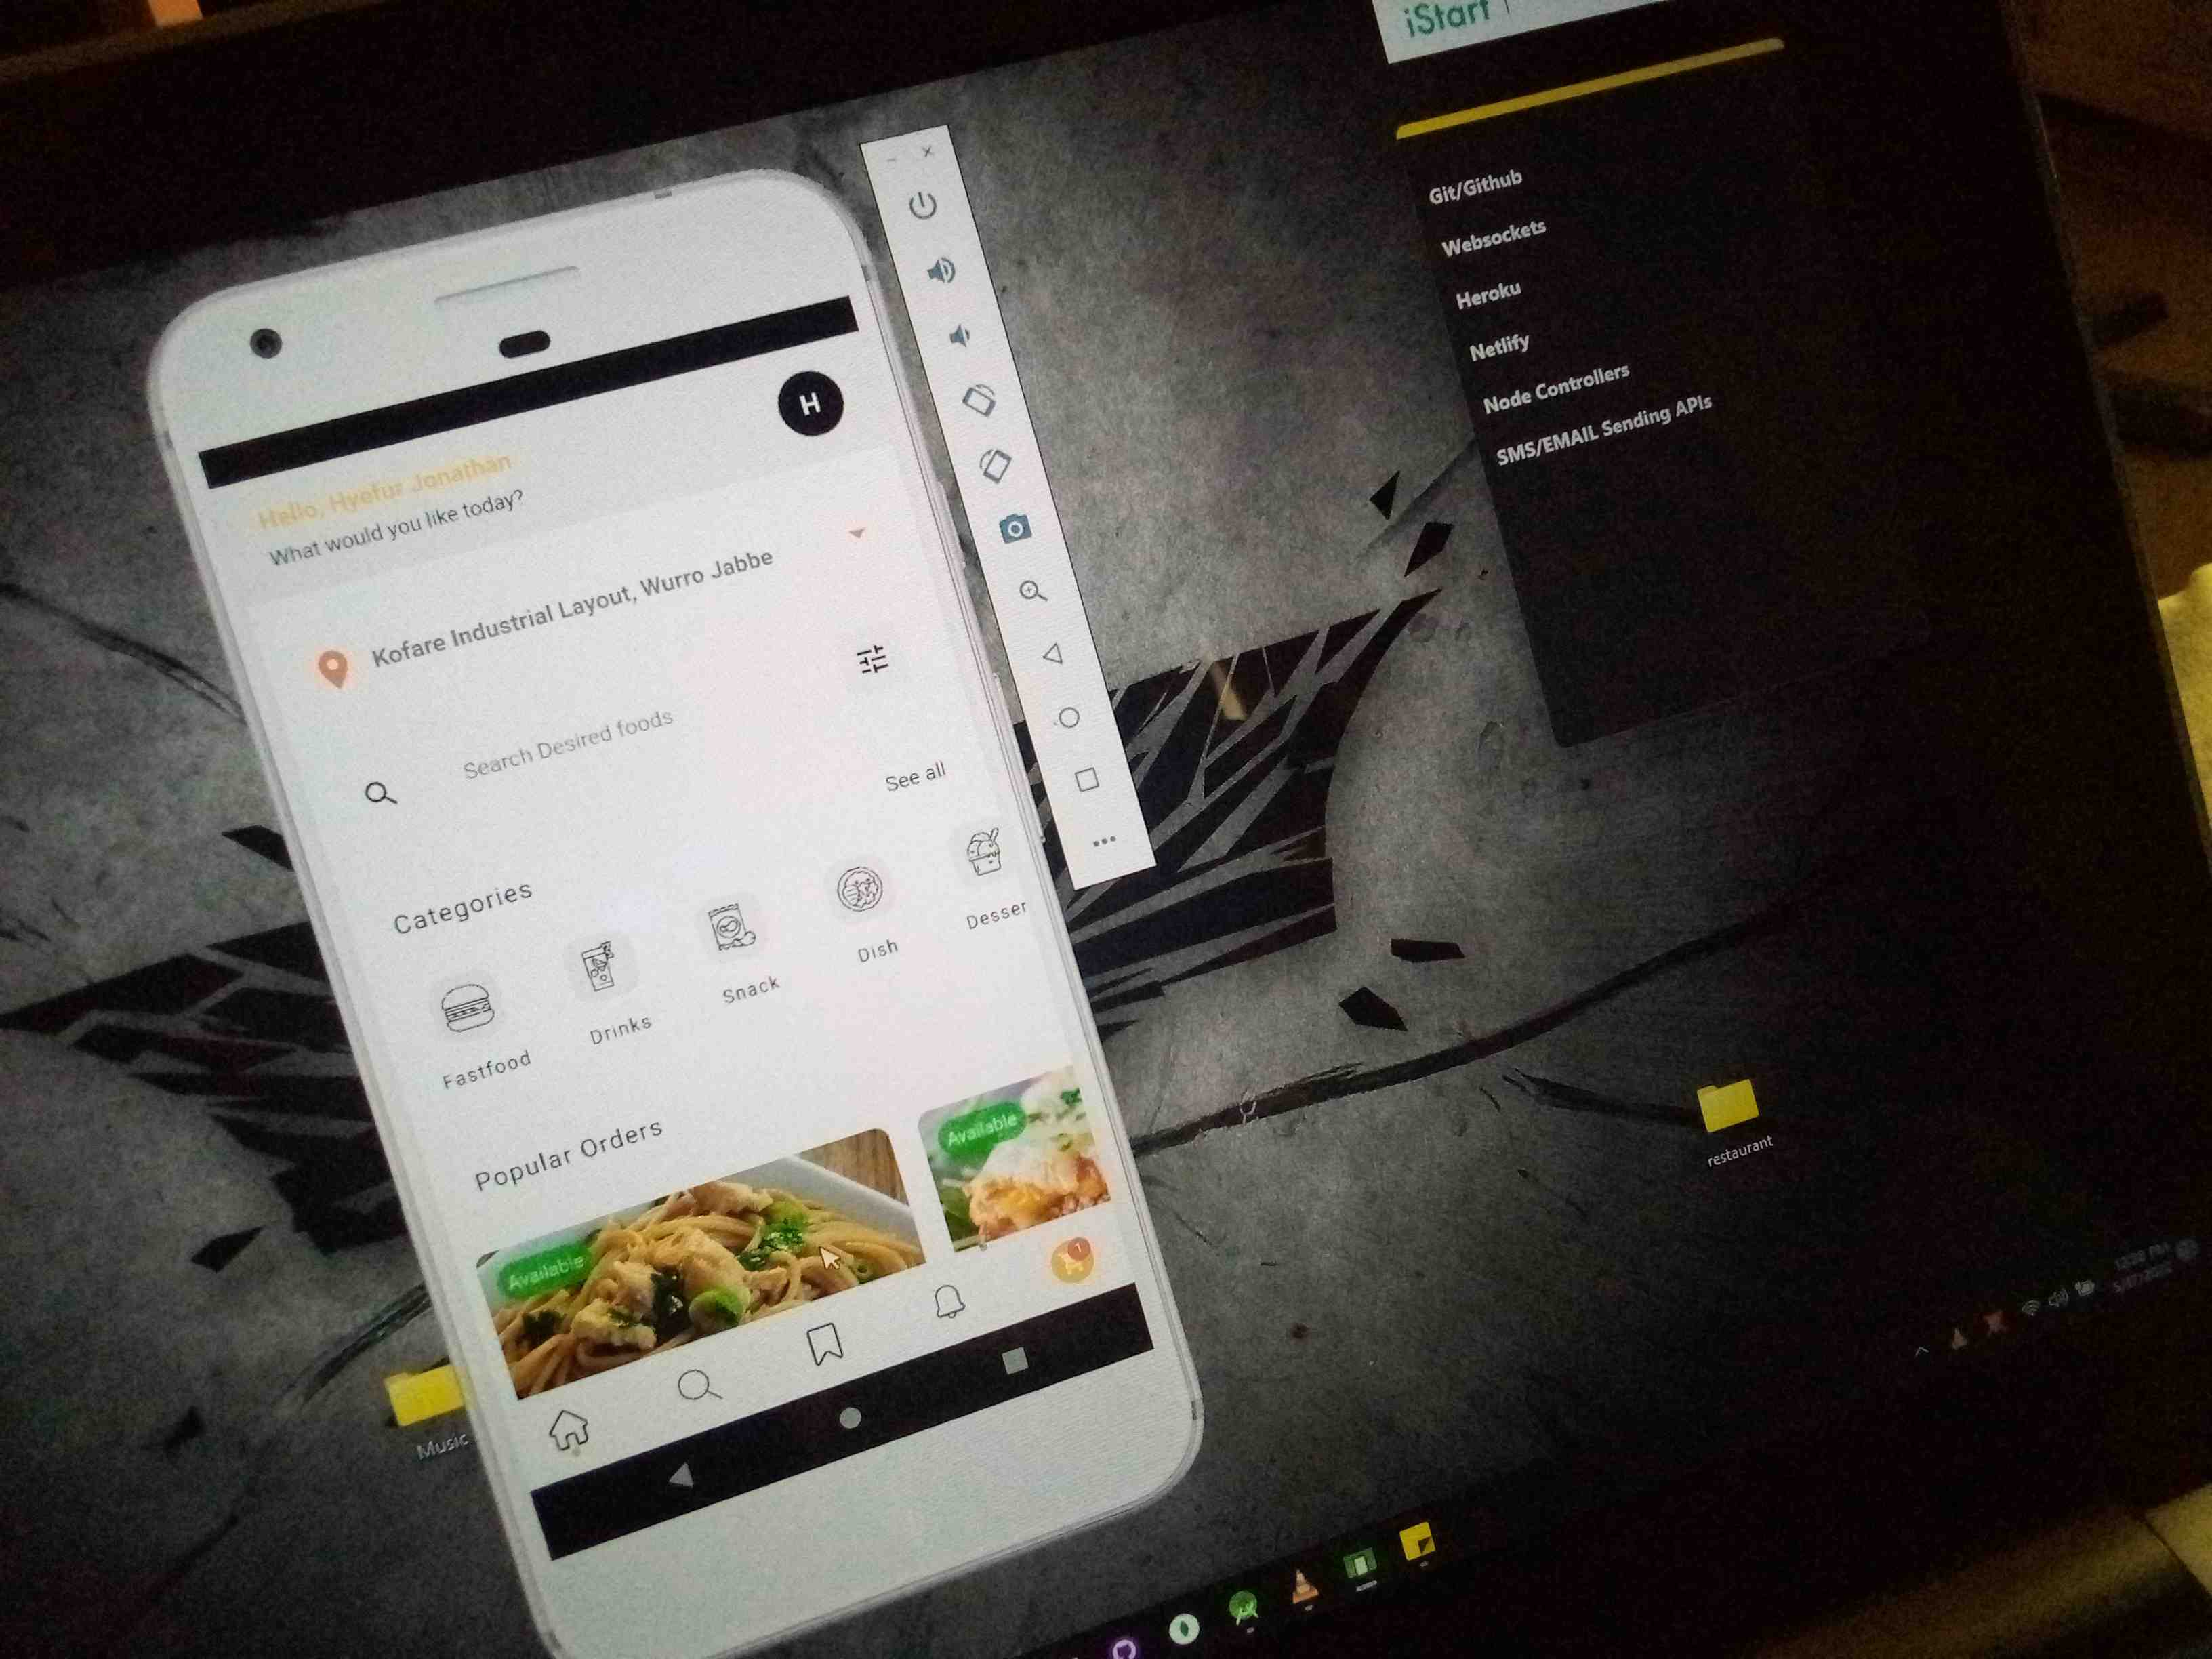 iStart
Git/Github
Websockets
Heroku
Netlify
Node Controllers
SMS/EMAIL Sending APIs
H
Hello, Hyefur Jonathan
What would you like today?
Kofare Industrial Layout, Wurro Jabbe
Search Desired foods
See all
Categories
Fastfood
Drinks
Snack
Dish
Desser
Popular Orders
Available
Available
1
Music
restaurant